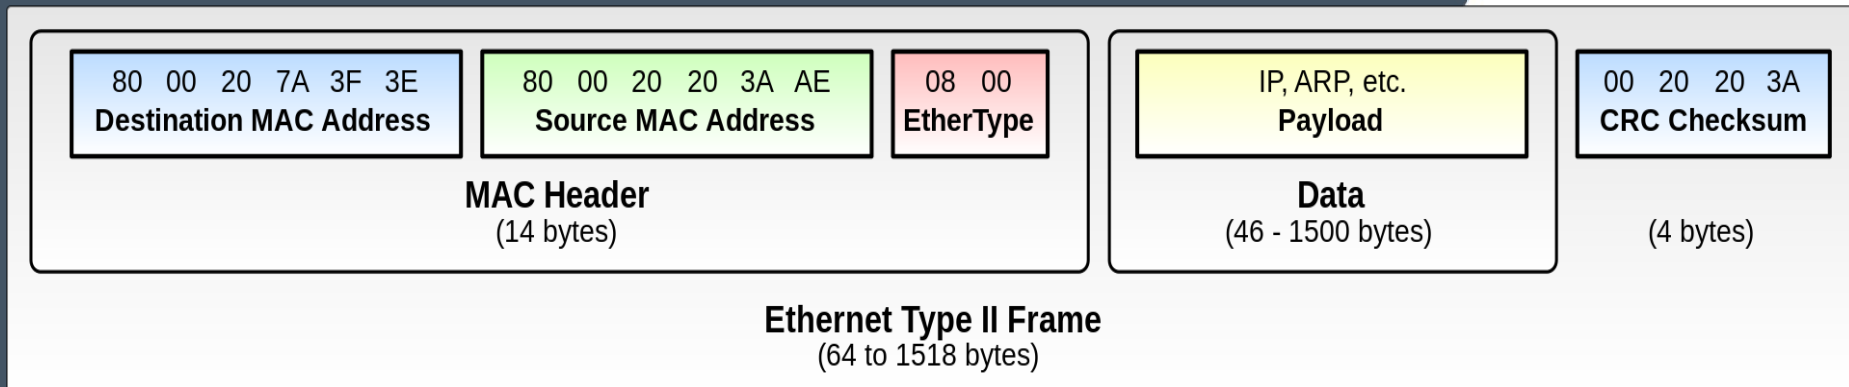 80 00 20 7A 3F 3E
Destination MAC Address
80 00 20 20 3A AE
Source MAC Address
08 00
EtherType
MAC Header
(14 bytes)
IP, ARP, etc.
Payload
Data
(46 - 1500 bytes)
00 20 20 3A
CRC Checksum
(4 bytes)
Ethernet Type II Frame
(64 to 1518 bytes)